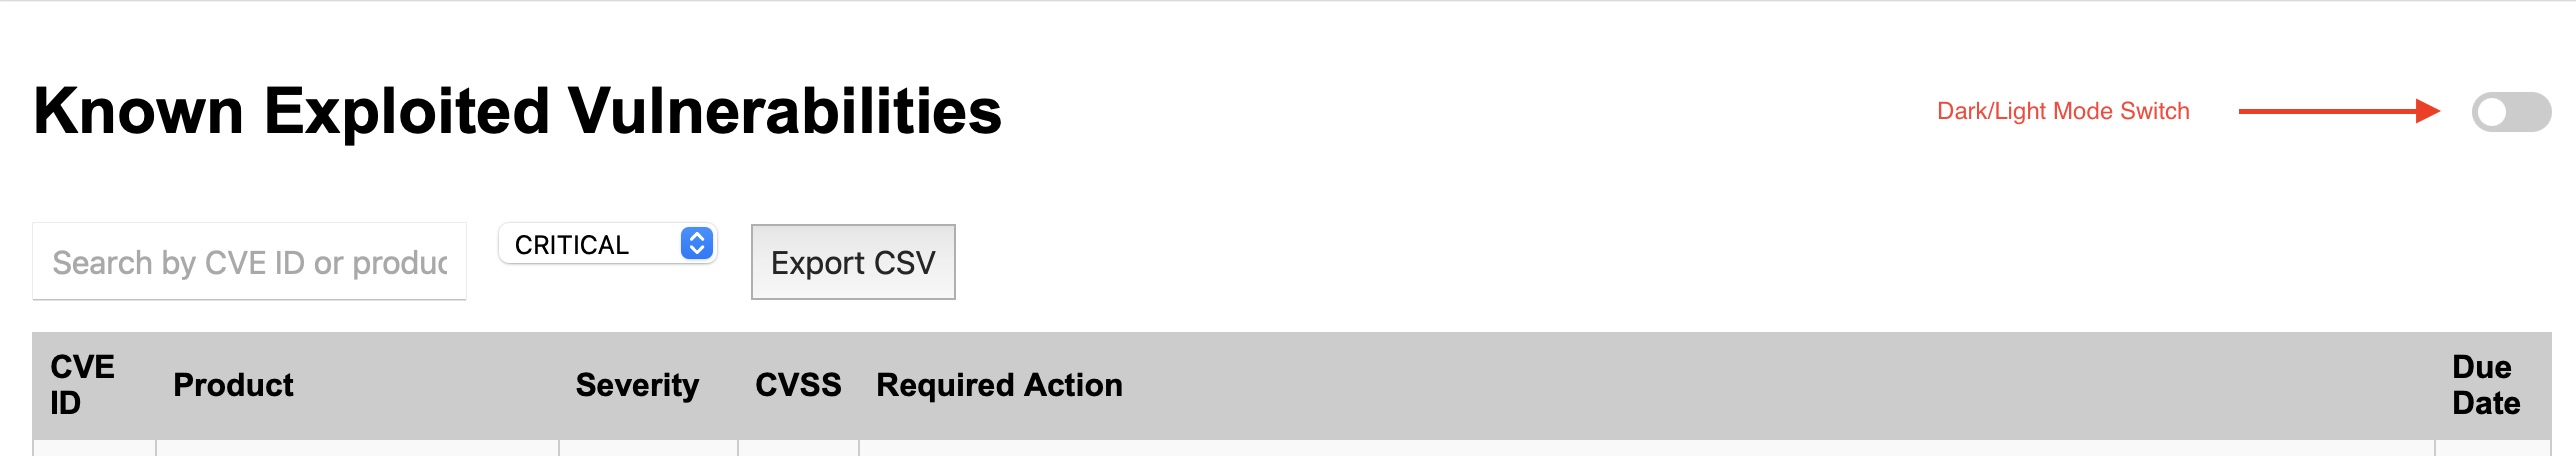 Known Exploited Vulnerabilities
Dark/Light Mode Switch
Search by CVE ID or produc
CRITICAL
Export CSV
CVE ID
Product
Severity
CVSS
Required Action
Due Date